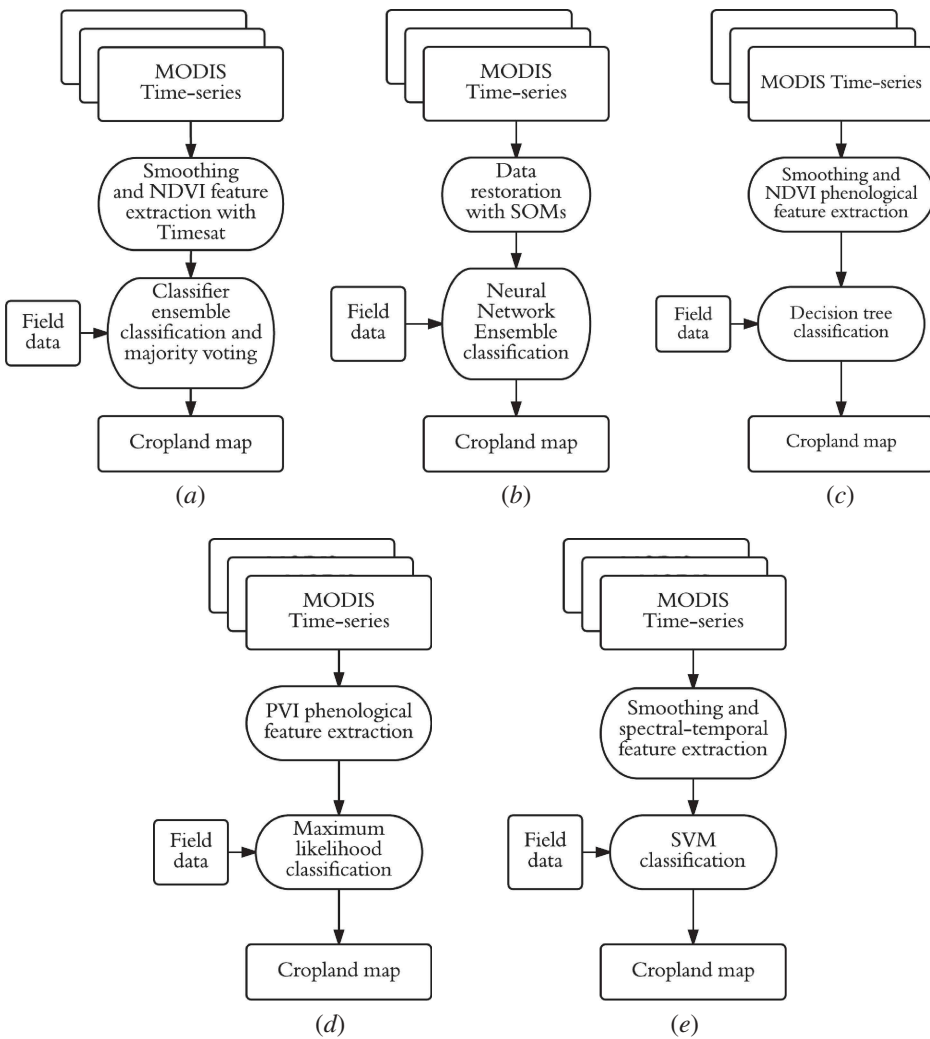 MODIS
Time-series
Smoothing
and NDVI feature
extraction with
Timesat
Field
data
Classifier
ensemble
classification and
majority voting
Cropland map
(a)
MODIS
Time-series
Data
restoration
with SOMs
Field
data
Neural
Network
Ensemble
classification
Cropland map
(b)
MODIS Time-series
Smoothing and
NDVI phenological
feature extraction
Field
data
Decision tree
classification
Cropland map
(c)
MODIS
Time-series
PVI phenological
feature extraction
Field
data
Maximum
likelihood
classification
Cropland map
(d)
MODIS
Time-series
Smoothing and
spectral-temporal
feature extraction
Field
data
SVM
classification
Cropland map
(e)